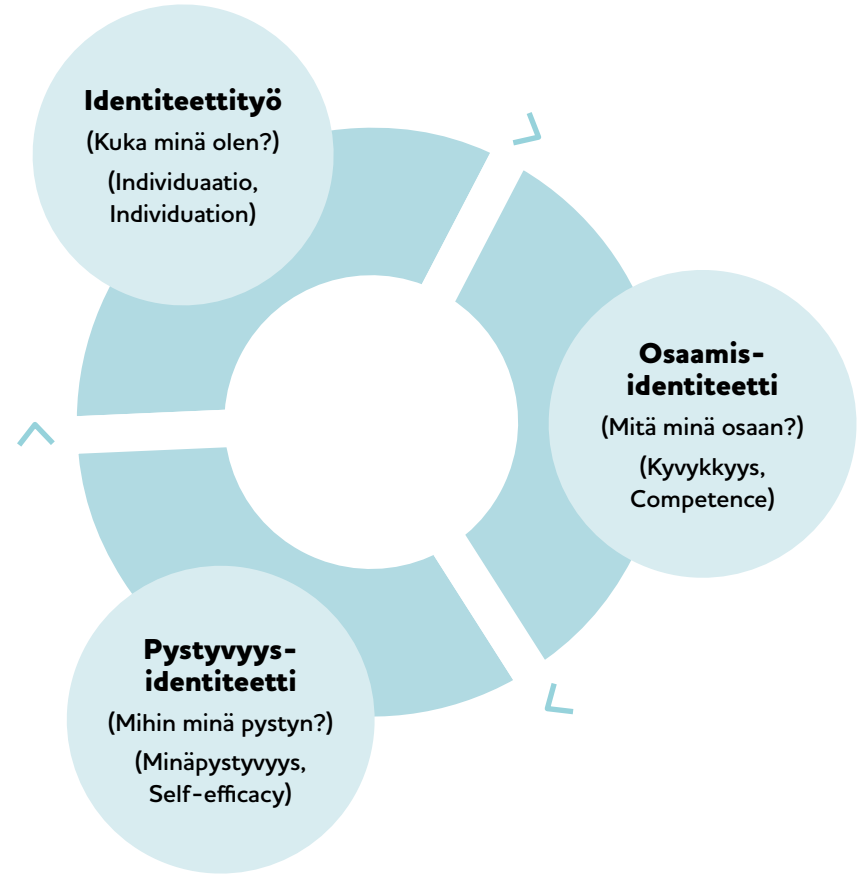 Identiteettityö
(Kuka minä olen?)
(Individuaatio,
Individuation)
Osaamis-
identiteetti
(Mitä minä osaan?)
(Kyvykkyys,
Competence)
Pystyvyys-
identiteetti
(Mihin minä pystyn?)
(Minäpystyvyys,
Self-efficacy)